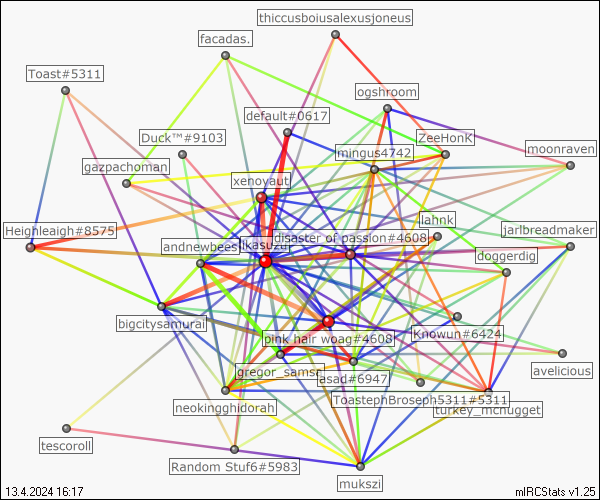 thiccusboiusalexusjoneus
facadas.
Toast#5311
ogshroom
default#0617
Duck™#9103
ZeeHonK
mingus4742
moonraven
gazpachoman
xenoyaut
lahnk
Heighleaigh#8575
jarlbreadmaker
disaster of passion#4608
andnewbees
ikasuzu
doggerdig
bigcitysamurai
Knowun#6424
pink hair woag#4608
gregor_samsa
asad#6947
avelicious
ToastephBroseph5311#5311
neokingghidorah
turkey_mcnugget
tescoroll
Random Stuf6#5983
mukszi
13.4.2024 16:17
mIRCStats v1.25